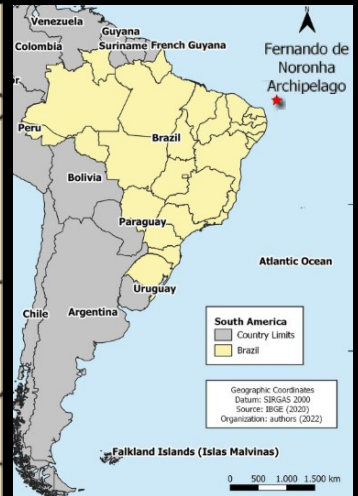 Venezuela
Guyana
Colombia
Suriname French Guyana
N
Fernando de
Noronha
Archipelago
Peru
Brazil
Bolivia
Paraguay
Atlantic Ocean
Uruguay
Chile
Argentina
South America
Country Limits
Brazil
Geographic Coordinates
Datum: SIRGAS 2000
Source: IBGE (2020)
Organization: authors (2022)
Falkland Islands (Islas Malvinas)
0 500 1.000 1.500 km